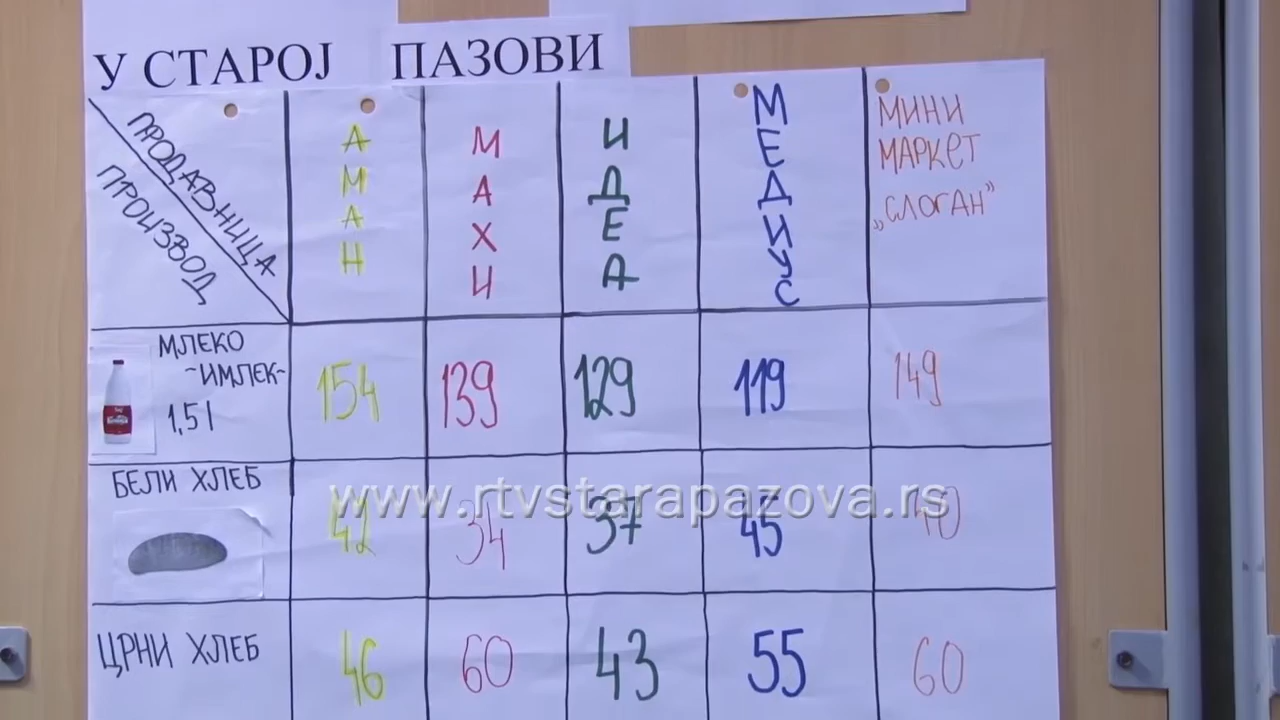 У СТАРОЈ ПАЗОВИ
ПРОДАВНИЦА
ПРОИЗВОД
АМАН
МАХИ
ИДЕА
МЕДИУС
МИНИ
МАРКЕТ
„СЛОГАН”
МЛЕКО
~ИМЛЕК~
1,5 l
154 139 129 119 149
БЕЛИ ХЛЕБ
42 34 37 45 40
www.rtvstarapazova.rs
ЦРНИ ХЛЕБ
46 60 43 55 60